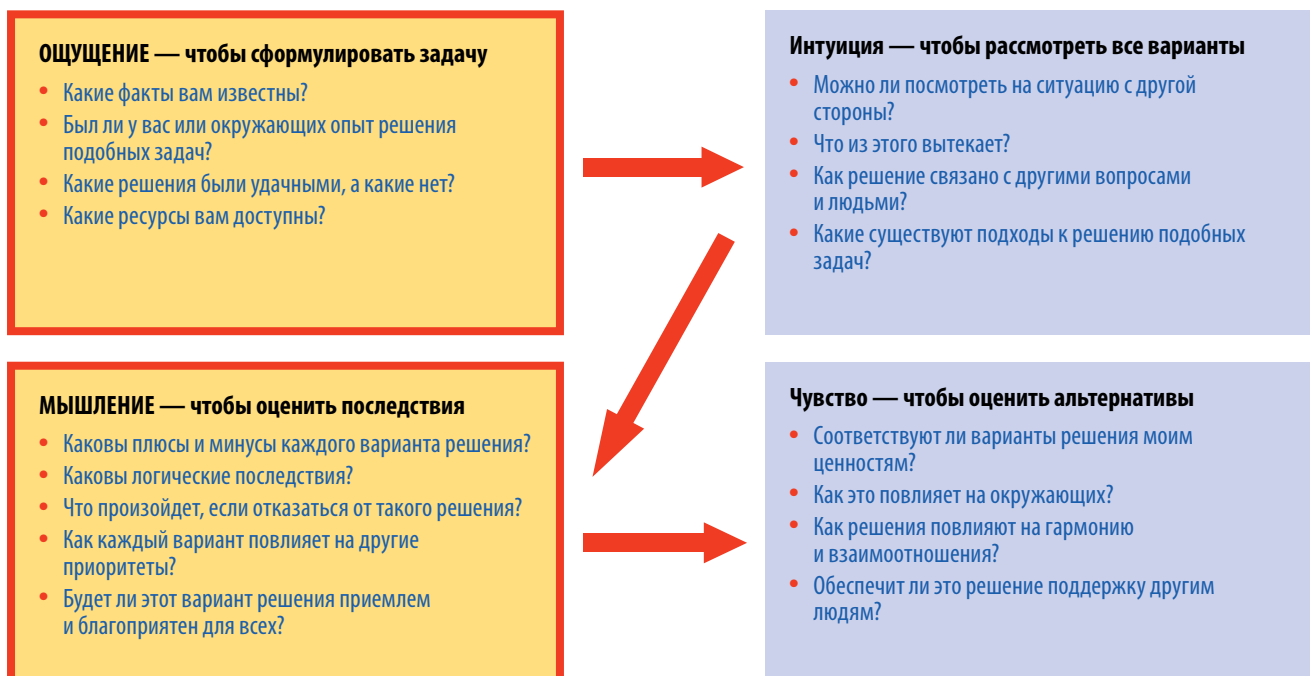 ОЩУЩЕНИЕ — чтобы сформулировать задачу
• Какие факты вам известны?
• Был ли у вас или окружающих опыт решения
подобных задач?
• Какие решения были удачными, а какие нет?
• Какие ресурсы вам доступны?
Интуиция — чтобы рассмотреть все варианты
• Можно ли посмотреть на ситуацию с другой
стороны?
• Что из этого вытекает?
• Как решение связано с другими вопросами
и людьми?
• Какие существуют подходы к решению подобных
задач?
МЫШЛЕНИЕ — чтобы оценить последствия
• Каковы плюсы и минусы каждого варианта решения?
• Каковы логические последствия?
• Что произойдет, если отказаться от такого решения?
• Как каждый вариант повлияет на другие
приоритеты?
• Будет ли этот вариант решения приемлем
и благоприятен для всех?
Чувство — чтобы оценить альтернативы
• Соответствуют ли варианты решения моим
ценностям?
• Как это повлияет на окружающих?
• Как решения повлияют на гармонию
и взаимоотношения?
• Обеспечит ли это решение поддержку другим
людям?